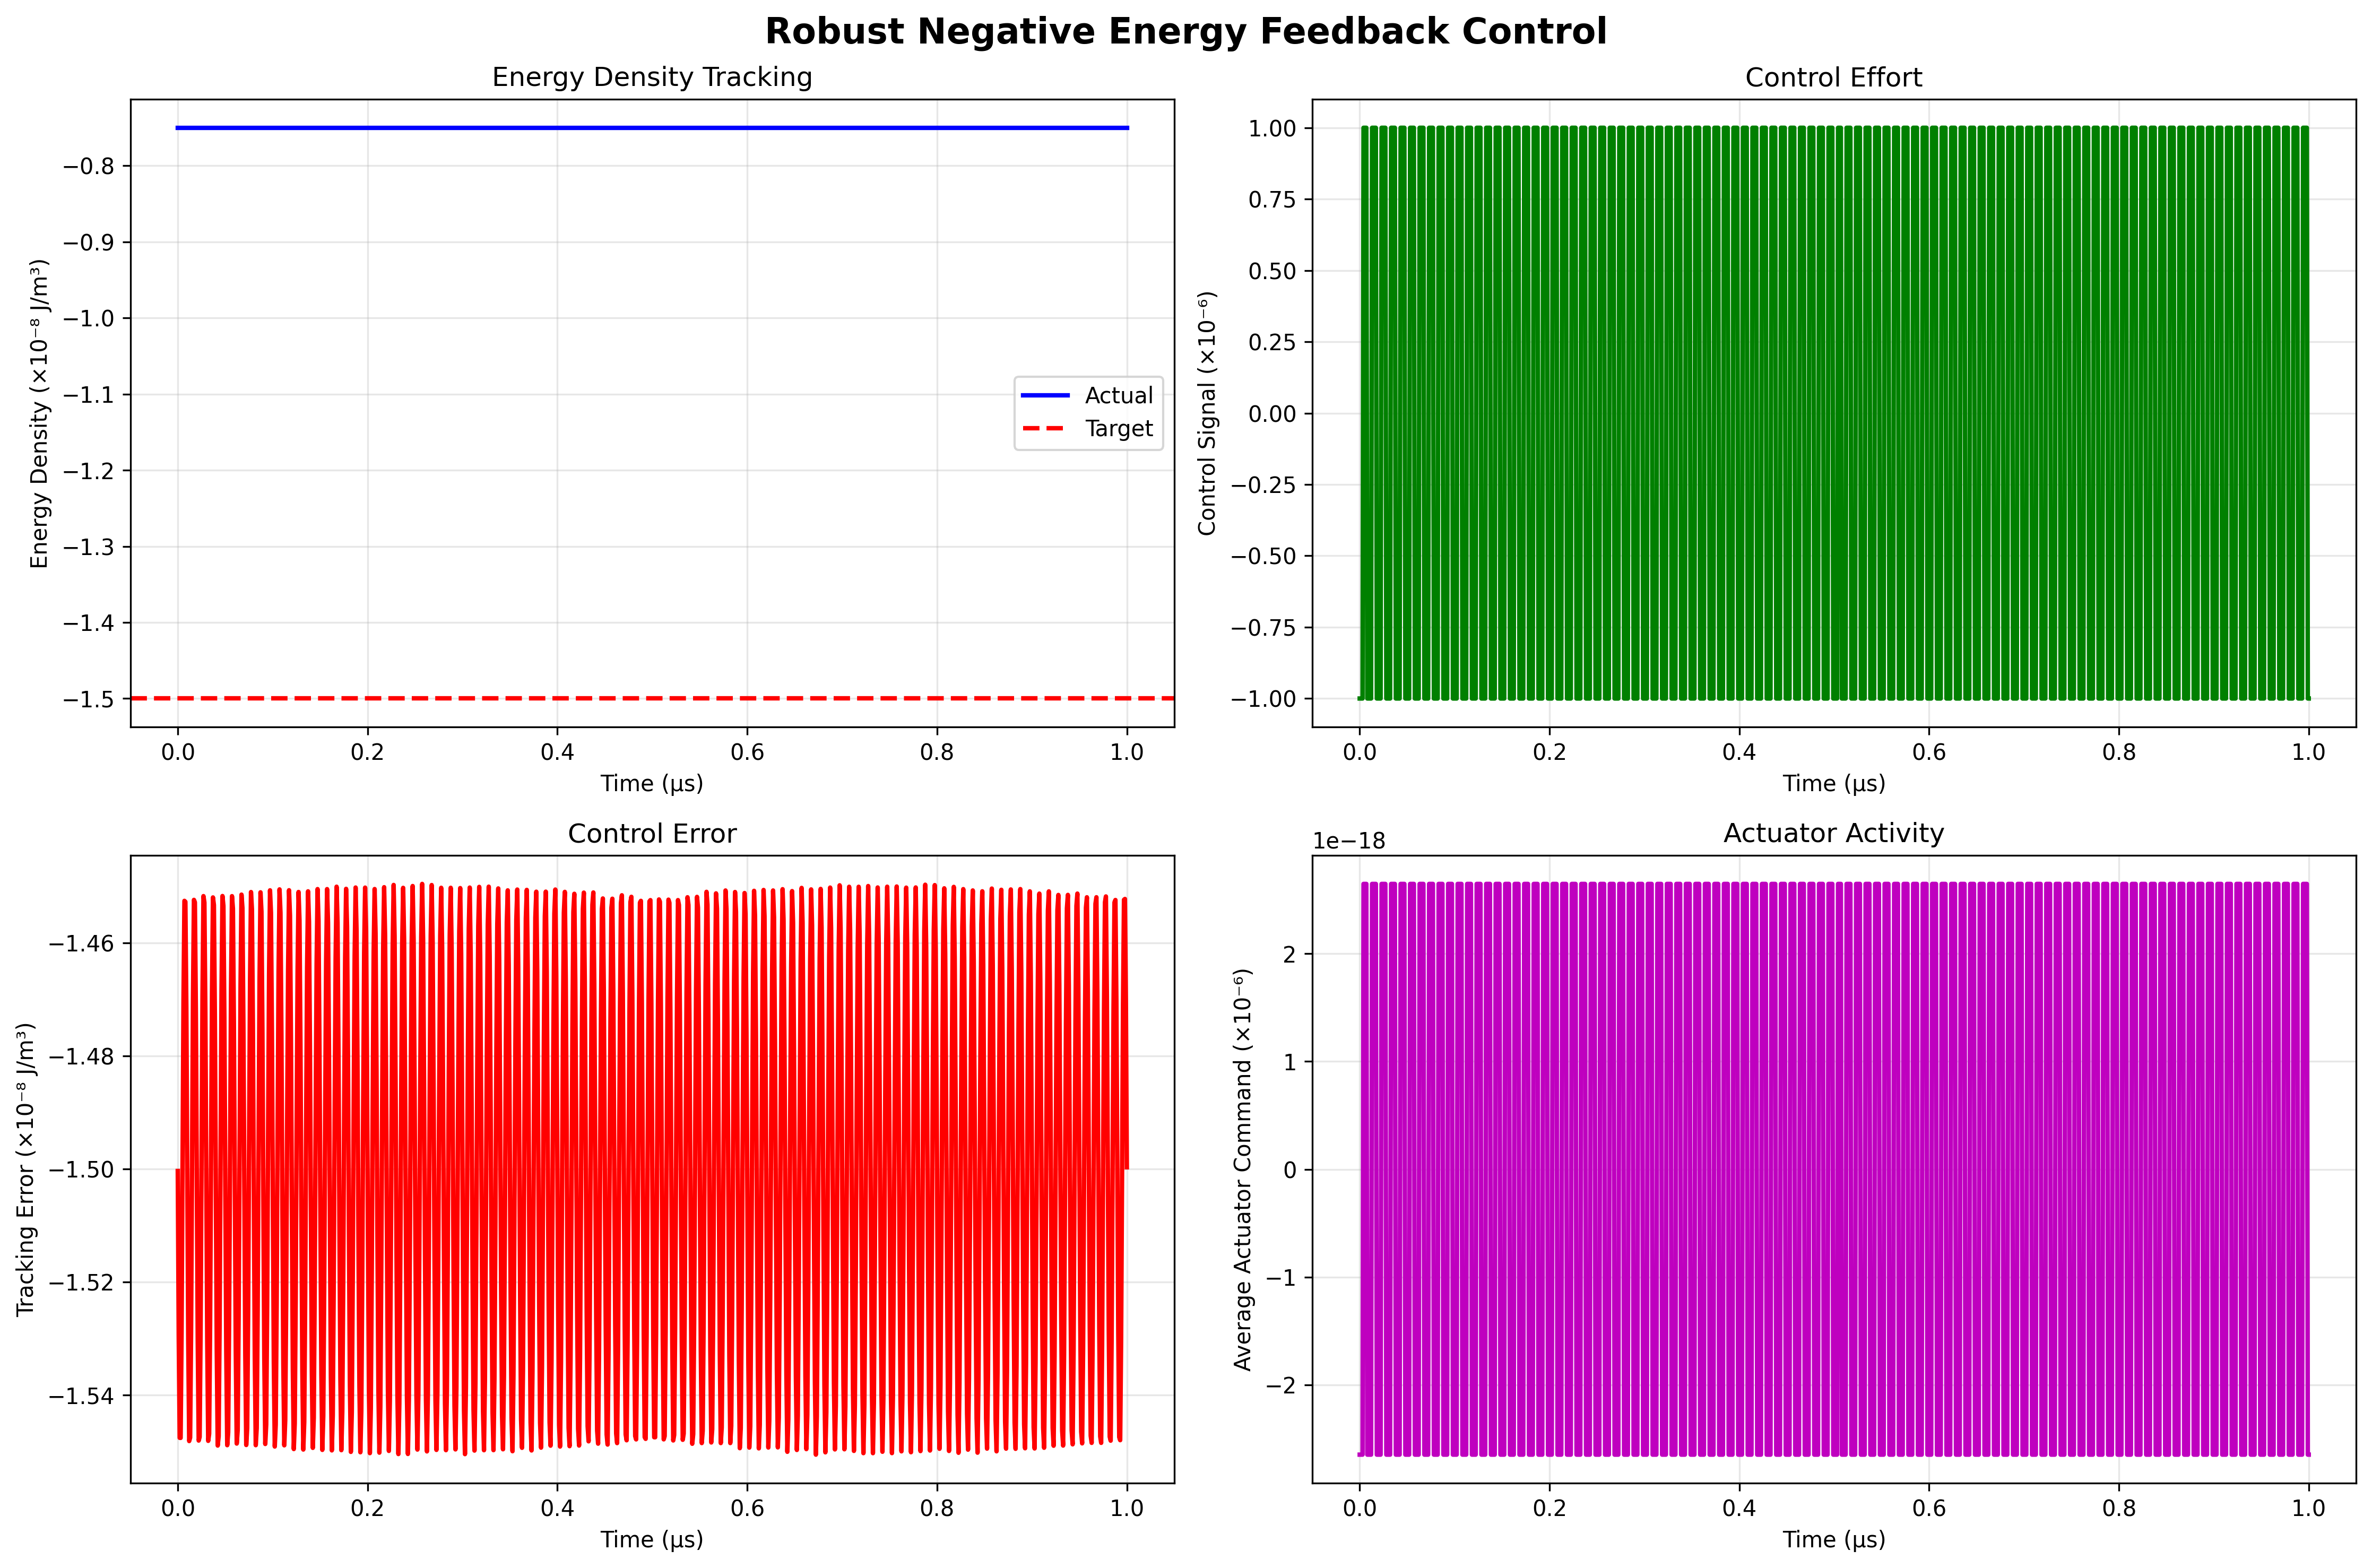 Robust Negative Energy Feedback Control
Energy Density Tracking
Energy Density (×10⁻⁸ J/m³)
−0.8
−0.9
−1.0
−1.1
−1.2
−1.3
−1.4
−1.5
Actual
Target
0.0 0.2 0.4 0.6 0.8 1.0
Time (μs)
Control Effort
Control Signal (×10⁻⁶)
1.00
0.75
0.50
0.25
0.00
−0.25
−0.50
−0.75
−1.00
0.0 0.2 0.4 0.6 0.8 1.0
Time (μs)
Control Error
Tracking Error (×10⁻⁸ J/m³)
−1.46
−1.48
−1.50
−1.52
−1.54
0.0 0.2 0.4 0.6 0.8 1.0
Time (μs)
Actuator Activity
1e−18
Average Actuator Command (×10⁻⁶)
2
1
0
−1
−2
0.0 0.2 0.4 0.6 0.8 1.0
Time (μs)